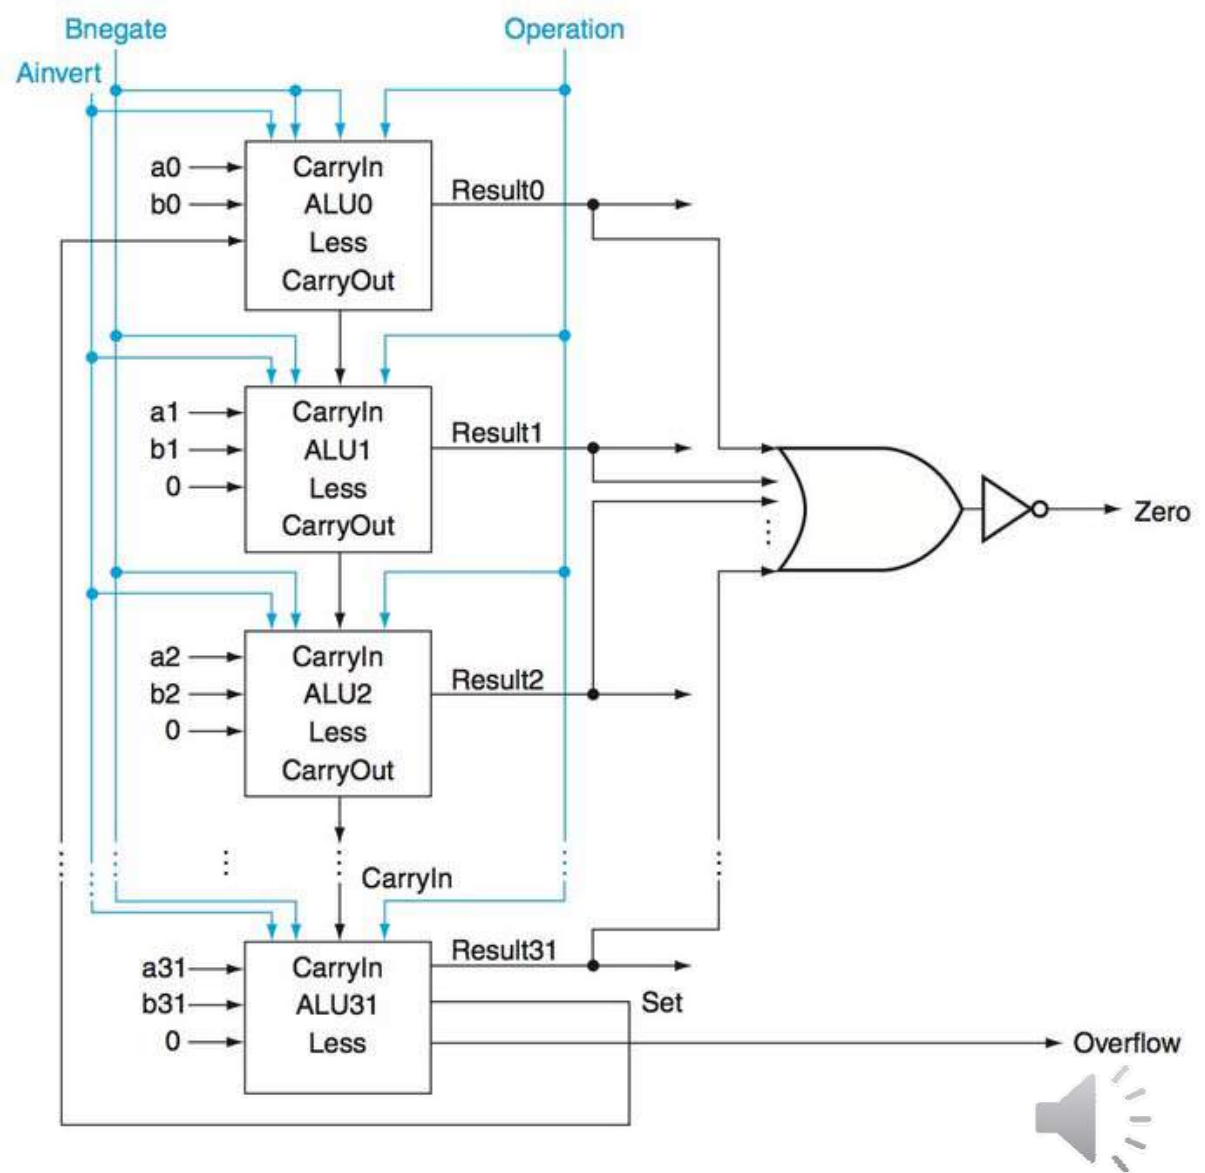 Bnegate
Operation
Ainvert
a0
CarryIn
b0
ALU0
Result0
Less
CarryOut
a1
CarryIn
b1
ALU1
Result1
0
Less
CarryOut
Zero
a2
CarryIn
b2
ALU2
Result2
0
Less
CarryOut
CarryIn
a31
CarryIn
Result31
b31
ALU31
Set
0
Less
Overflow